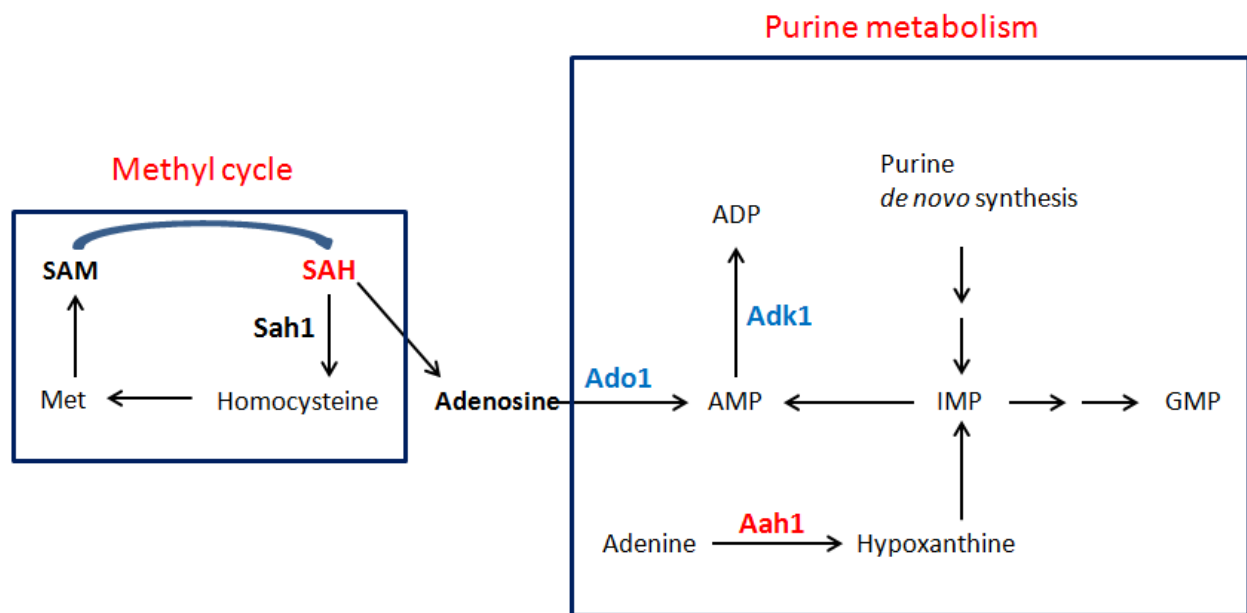 Purine metabolism
Methyl cycle
Purine
de novo synthesis
ADP
SAM
SAH
Sah1
Adk1
Ado1
Met
Homocysteine
Adenosine
AMP
IMP
GMP
Aah1
Adenine
Hypoxanthine